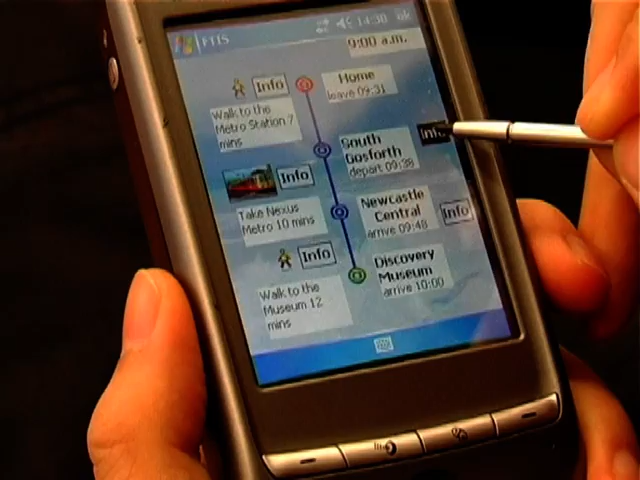 FTIS 14:38 ok
9:00 a.m.
Info
Home
leave 09:31
Walk to the
Metro Station 7
mins
South
Gosforth
depart 09:38
Info
Info
Take Nexus
Metro 10 mins
Newcastle
Central
arrive 09:48
Info
Info
Walk to the
Museum 12
mins
Discovery
Museum
arrive 10:00